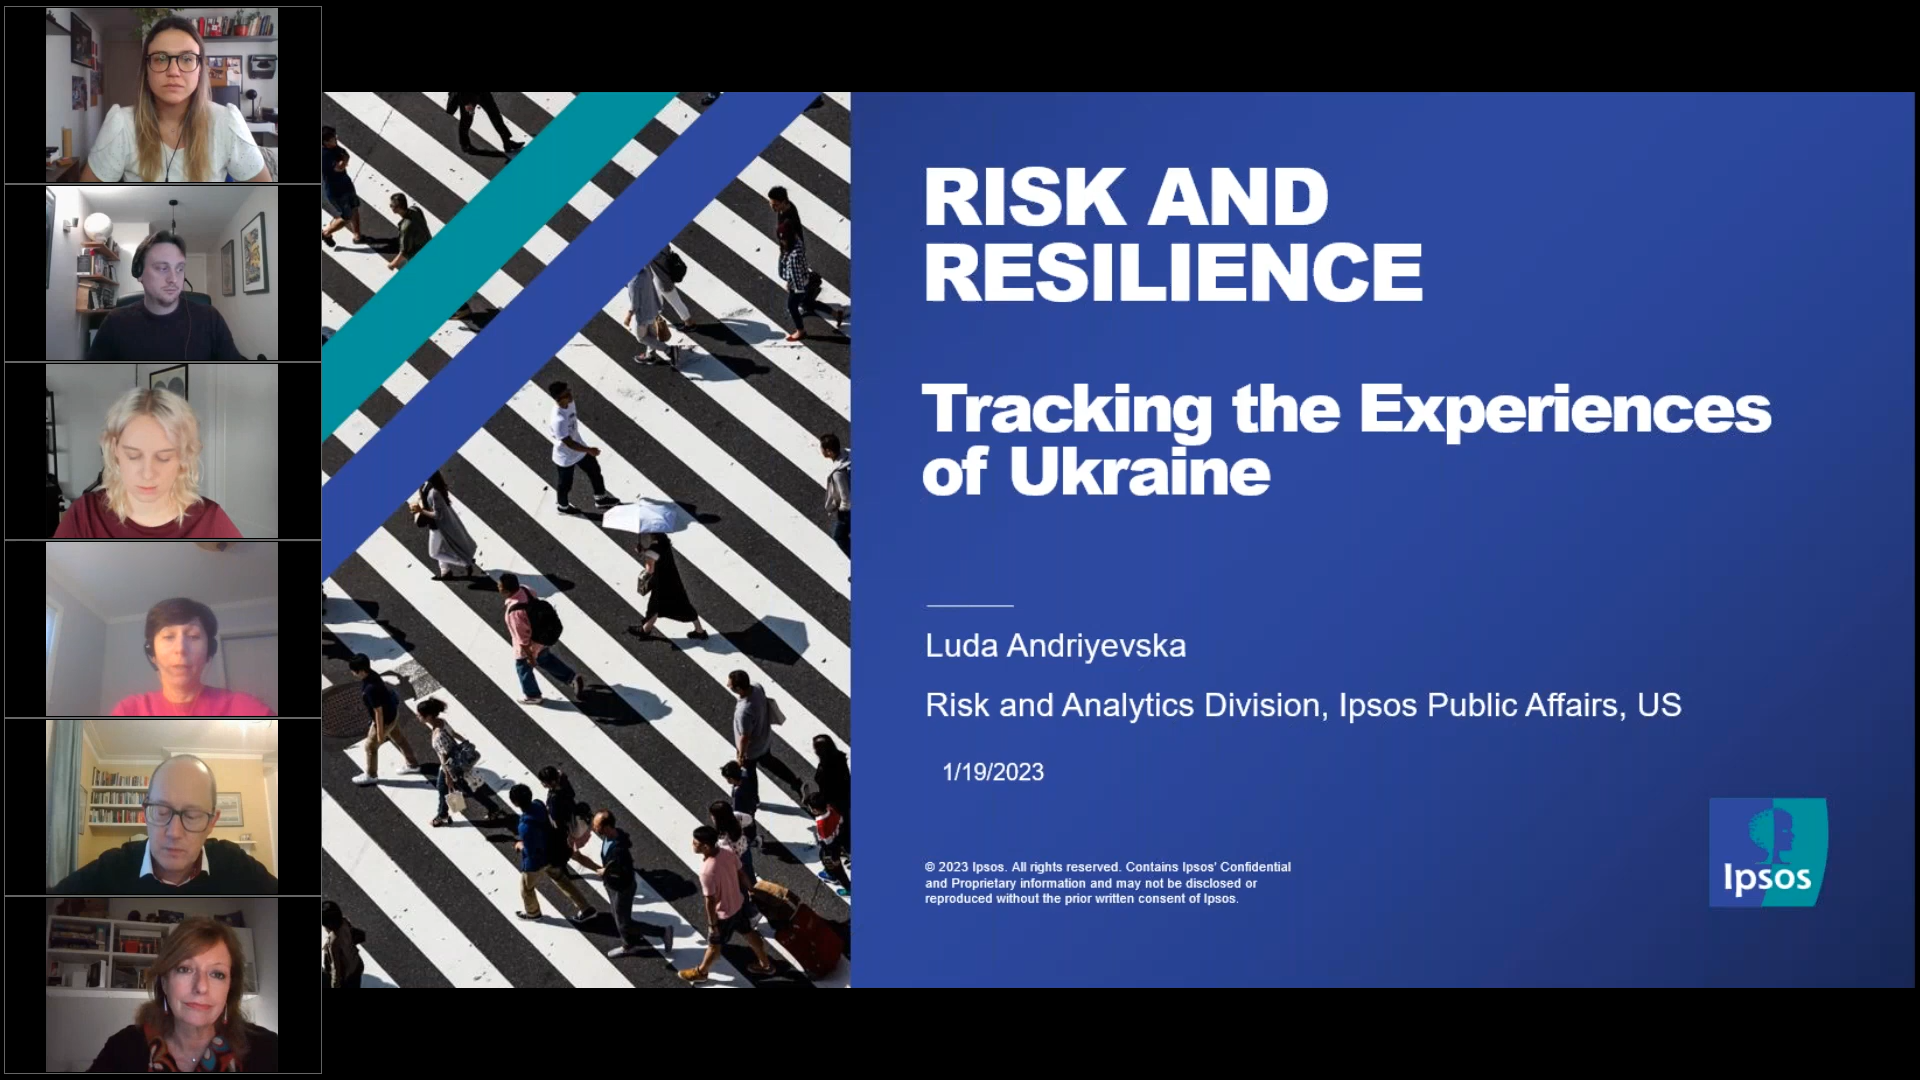 RISK AND
RESILIENCE
Tracking the Experiences
of Ukraine
Luda Andriyevska
Risk and Analytics Division, Ipsos Public Affairs, US
1/19/2023
© 2023 Ipsos. All rights reserved. Contains Ipsos' Confidential
and Proprietary information and may not be disclosed or
reproduced without the prior written consent of Ipsos.
Ipsos